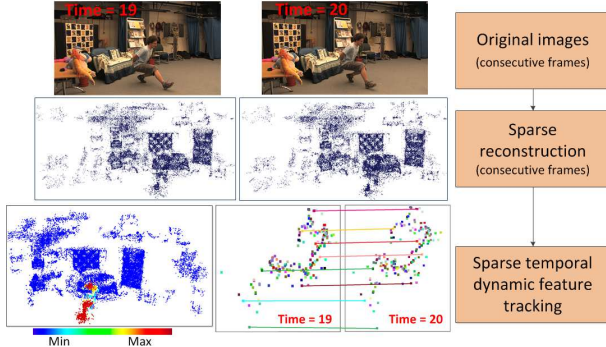 Time = 19
Time = 20
Original images
(consecutive frames)
Sparse
reconstruction
(consecutive frames)
Sparse temporal
dynamic feature
tracking
Time = 19
Time = 20
Min
Max